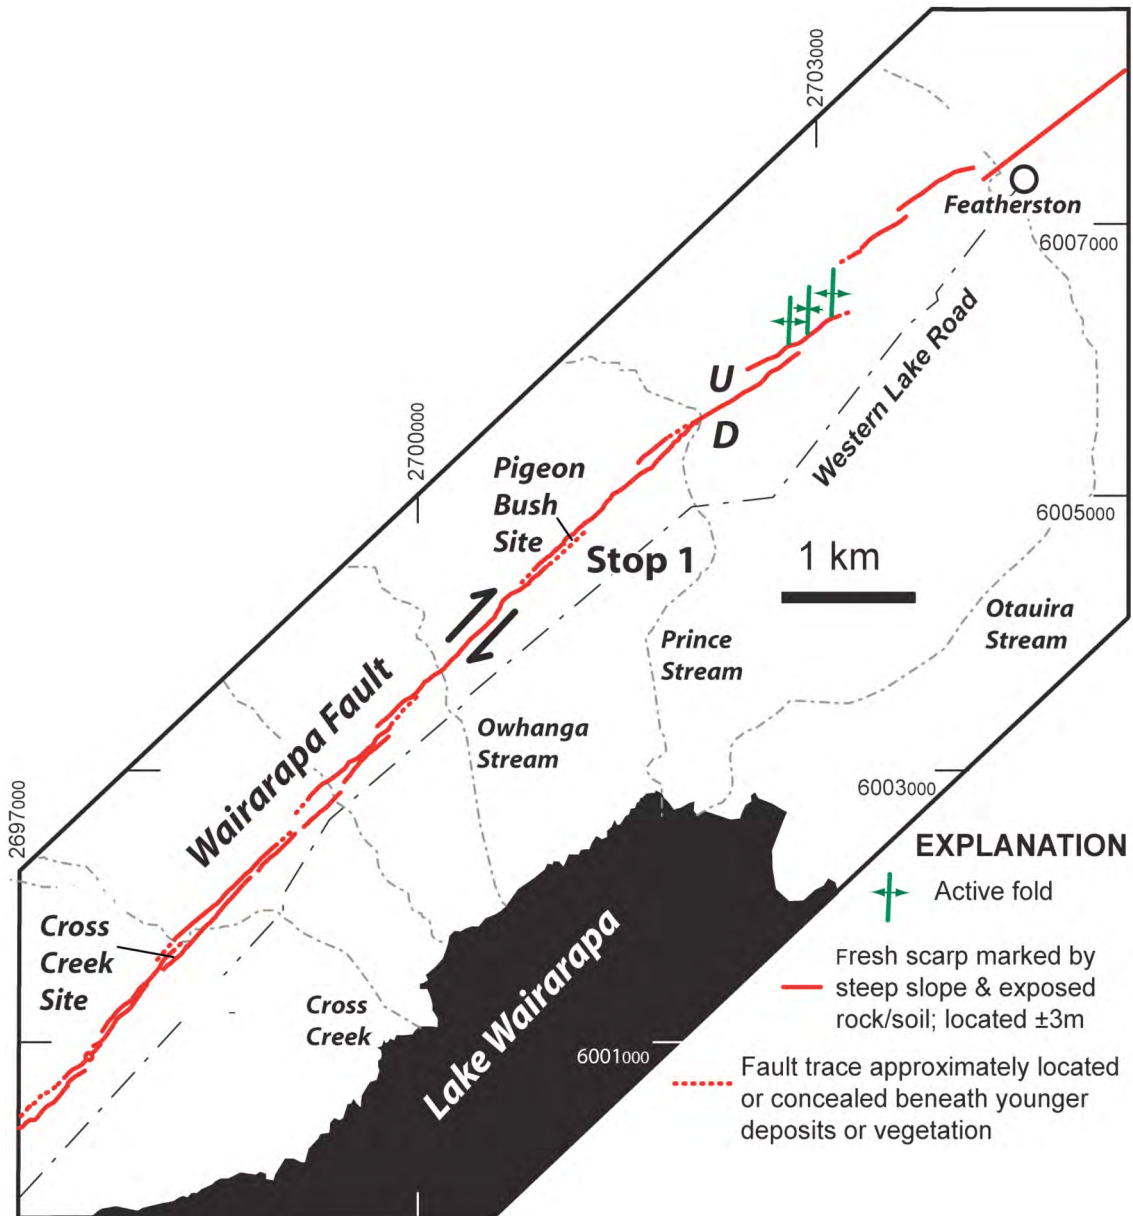 2703000
Featherston
6007000
Western Lake Road
U
D
2700000
Pigeon
Bush
Site
Stop 1
6005000
1 km
Otauira
Stream
Prince
Stream
Wairarapa Fault
Owhanga
Stream
6003000
2697000
EXPLANATION
Active fold
Cross
Creek
Site
Fresh scarp marked by
steep slope & exposed
rock/soil; located ±3m
Cross
Creek
Lake Wairarapa
6001000
Fault trace approximately located
or concealed beneath younger
deposits or vegetation